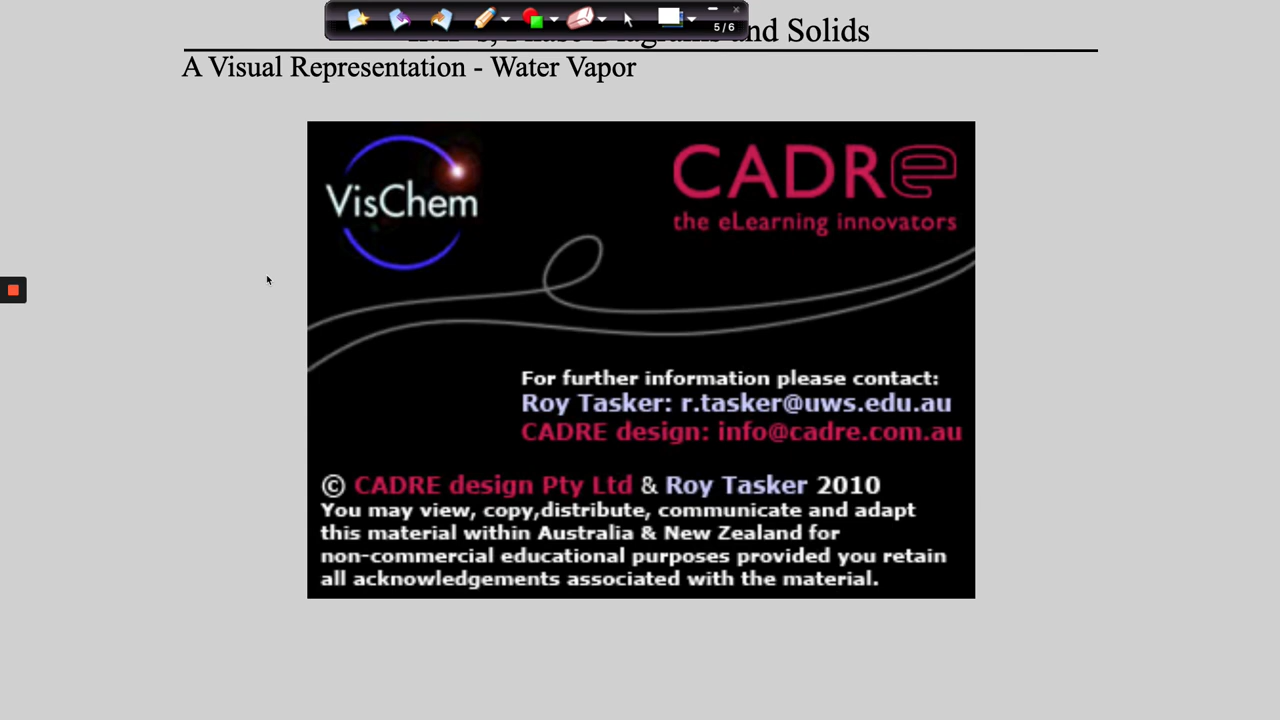 5/6
and Solids
A Visual Representation - Water Vapor
VisChem
CADRe
the eLearning innovators
For further information please contact:
Roy Tasker: r.tasker@uws.edu.au
CADRE design: info@cadre.com.au
© CADRE design Pty Ltd & Roy Tasker 2010
You may view, copy,distribute, communicate and adapt
this material within Australia & New Zealand for
non-commercial educational purposes provided you retain
all acknowledgements associated with the material.